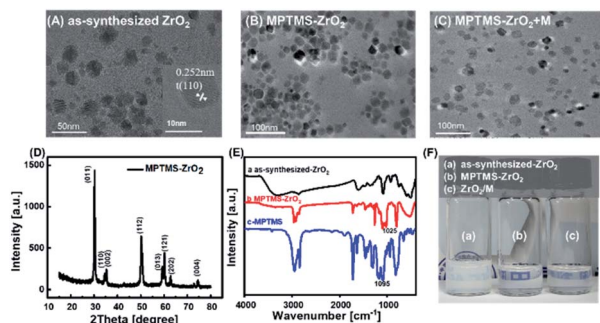 (A) as-synthesized ZrO₂
0.252nm
t(110)
10nm
50nm
(B) MPTMS-ZrO₂
100nm
(C) MPTMS-ZrO₂+M
100nm
(D)
MPTMS-ZrO₂
(011)
(110)
(002)
(112)
(013)
(121)
(202)
(004)
Intensity [a.u.]
1500
1000
500
0
20 30 40 50 60 70 80
2Theta [degree]
(E)
a as-synthesized-ZrO₂
b MPTMS-ZrO₂
1025
c-MPTMS
1095
Intensity [a.u.]
4000 3000 2000 1000
Wavenumber [cm⁻¹]
(F)
(a) as-synthesized-ZrO₂
(b) MPTMS-ZrO₂
(c) ZrO₂/M
(a)
(b)
(c)